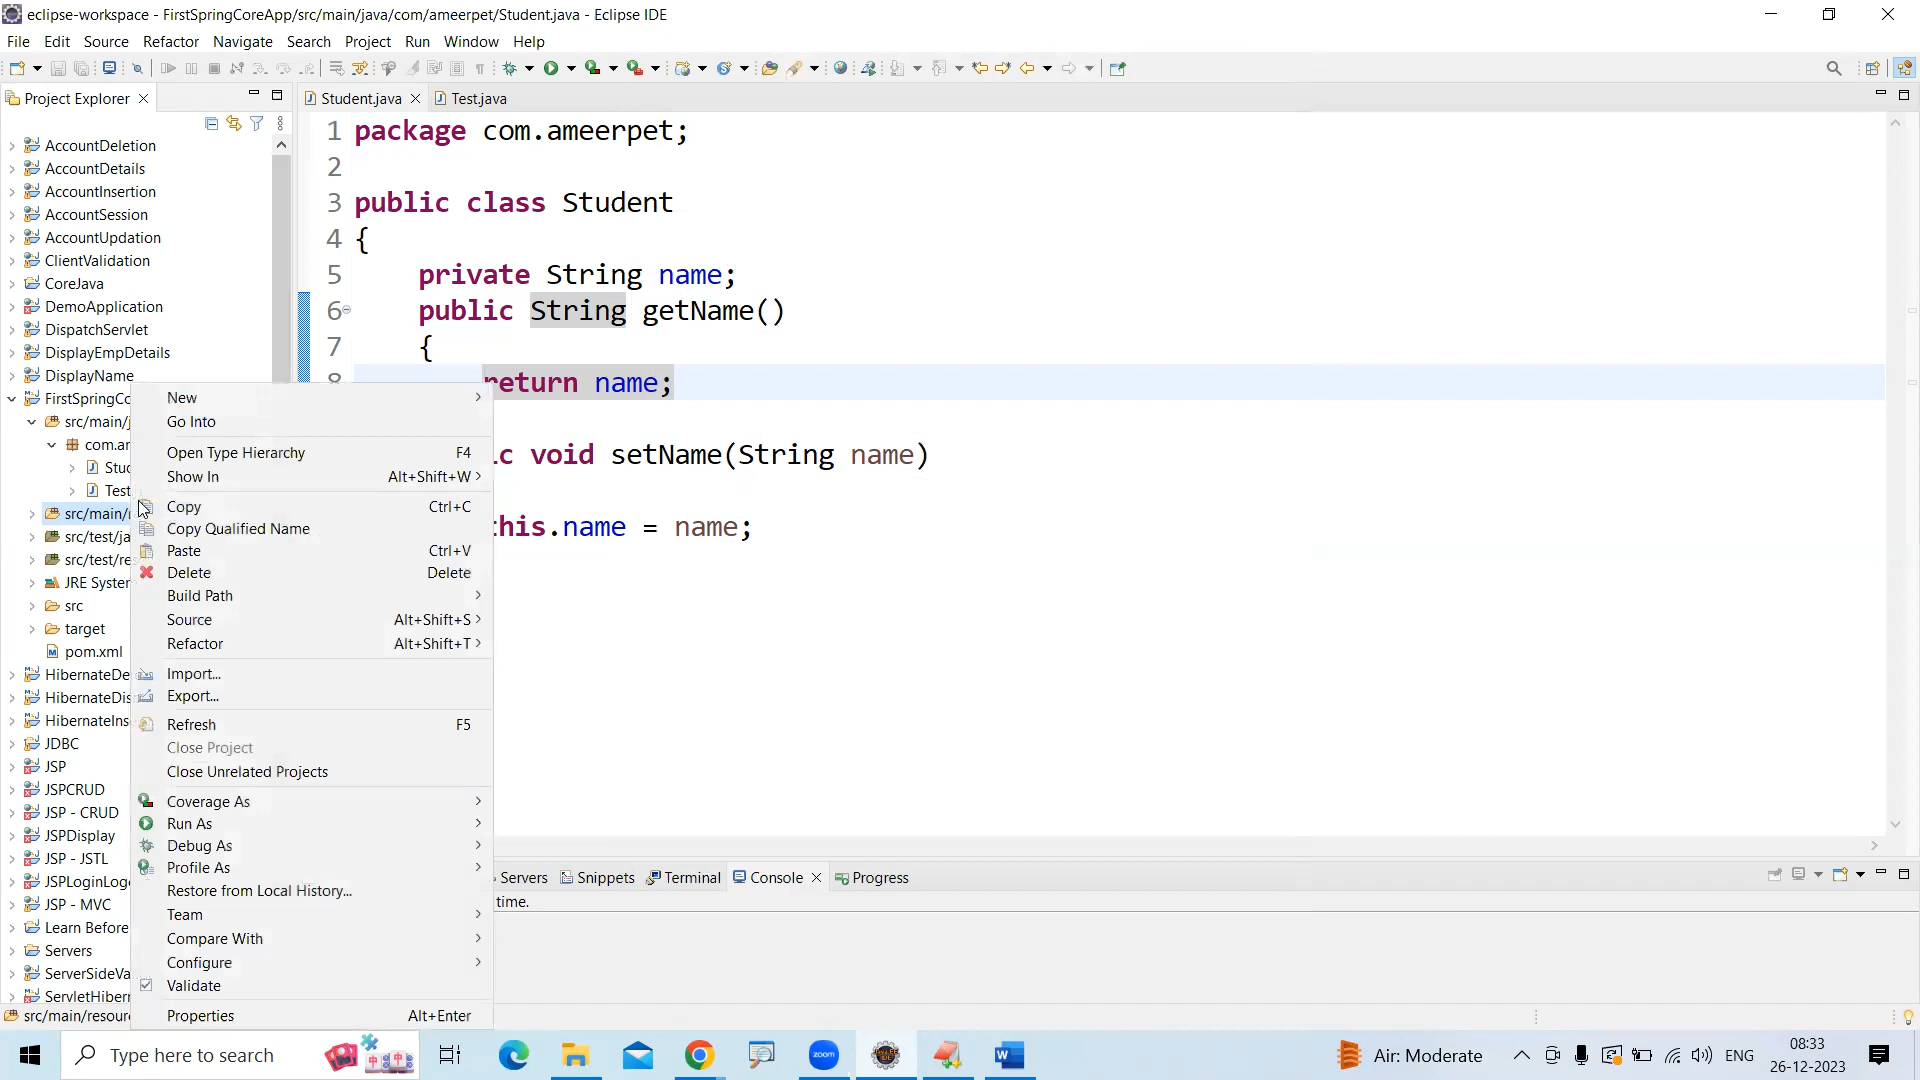 eclipse-workspace - FirstSpringCoreApp/src/main/java/com/ameerpet/Student.java - Eclipse IDE
File Edit Source Refactor Navigate Search Project Run Window Help
Project Explorer
Student.java
Test.java
AccountDeletion
AccountDetails
AccountInsertion
AccountSession
AccountUpdation
ClientValidation
CoreJava
DemoApplication
DispatchServlet
DisplayEmpDetails
DisplayName
FirstSpringCo
src/main/j
com.ar
Stu
Test
src/main/r
src/test/ja
src/test/re
JRE System
src
target
pom.xml
HibernateDe
HibernateDis
HibernateIns
JDBC
JSP
JSPCRUD
JSP - CRUD
JSPDisplay
JSP - JSTL
JSPLoginLogo
JSP - MVC
Learn Before
Servers
ServerSideVa
ServletHibern
src/main/resour
1 package com.ameerpet;
2
3 public class Student
4 {
5 private String name;
6 public String getName()
7 {
8 return name;
ic void setName(String name)
this.name = name;
New
Go Into
Open Type Hierarchy F4
Show In Alt+Shift+W
Copy Ctrl+C
Copy Qualified Name
Paste Ctrl+V
Delete Delete
Build Path
Source Alt+Shift+S
Refactor Alt+Shift+T
Import...
Export...
Refresh F5
Close Project
Close Unrelated Projects
Coverage As
Run As
Debug As
Profile As
Restore from Local History...
Team
Compare With
Configure
Validate
Properties Alt+Enter
Servers Snippets Terminal Console Progress
time.
Type here to search
zoom
Air: Moderate
ENG
08:33
26-12-2023